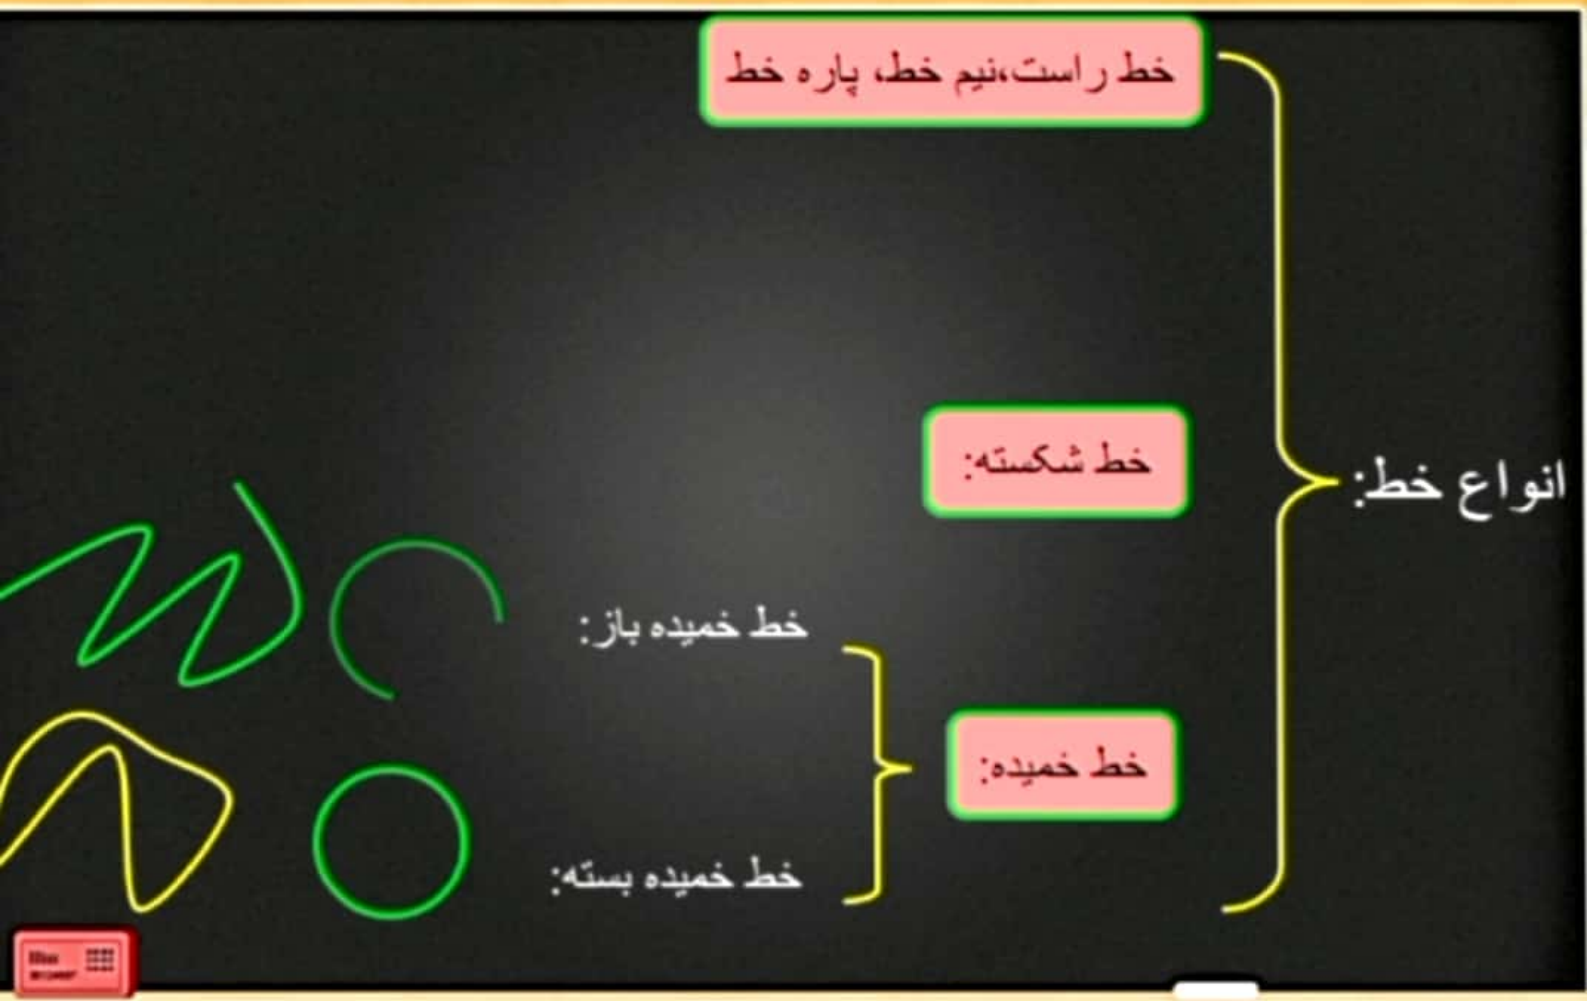 انواع خط:
خط راست،نیم خط، پاره خط
خط شکسته:
خط خمیده:
خط خمیده باز:
خط خمیده بسته: